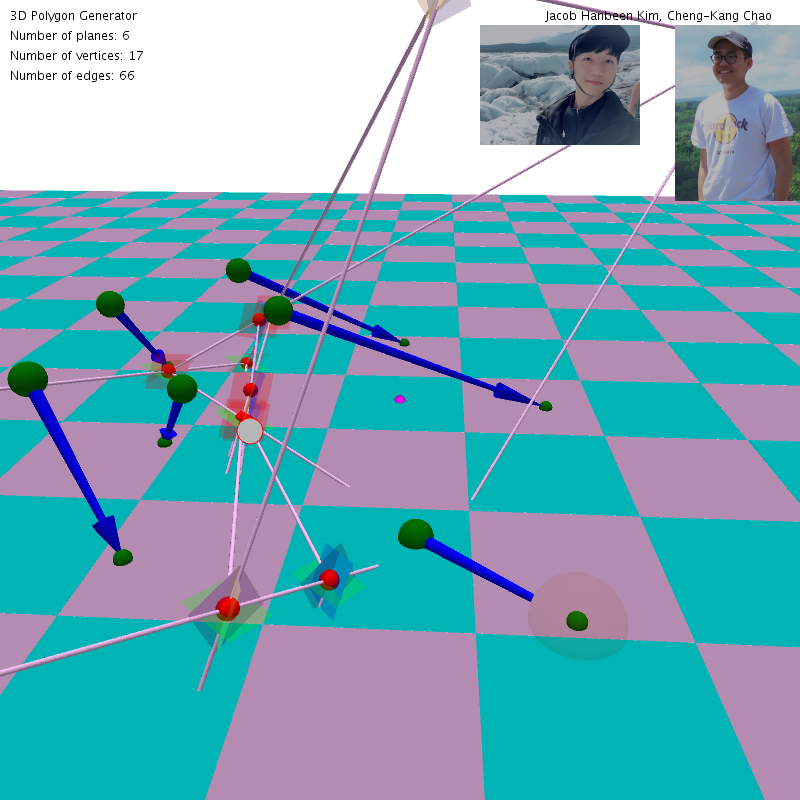 3D Polygon Generator
Jacob Hanbeen Kim, Cheng-Kang Chao
Number of planes: 6
Number of vertices: 17
Number of edges: 66